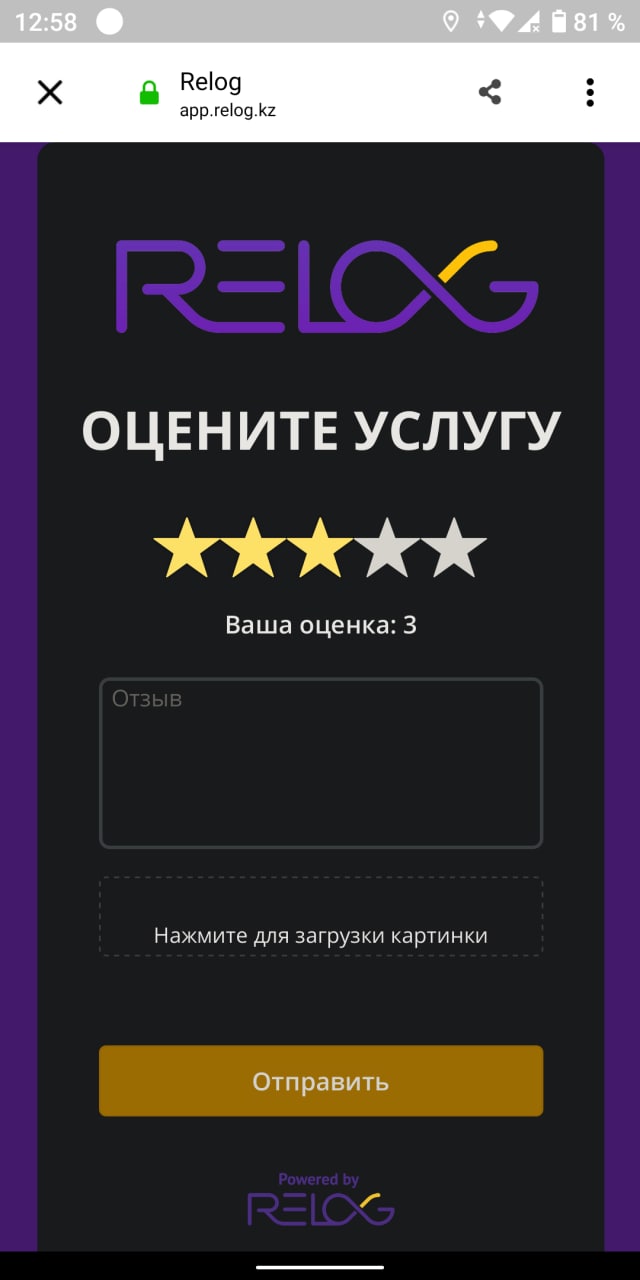 12:58
81 %
Relog
app.relog.kz
RELOG
ОЦЕНИТЕ УСЛУГУ
Ваша оценка: 3
Отзыв
Нажмите для загрузки картинки
Отправить
Powered by
RELOG